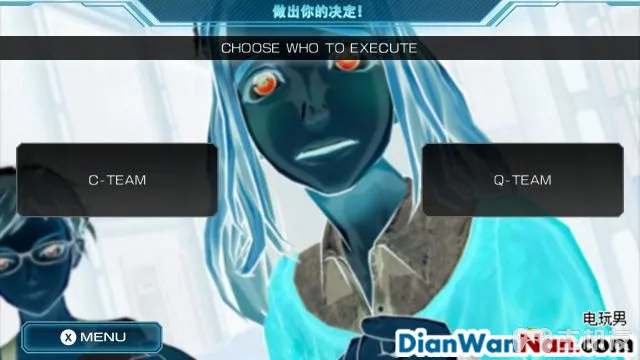 做出你的决定!
CHOOSE WHO TO EXECUTE
C-TEAM
Q-TEAM
X MENU
电玩男
DianWanNan.com